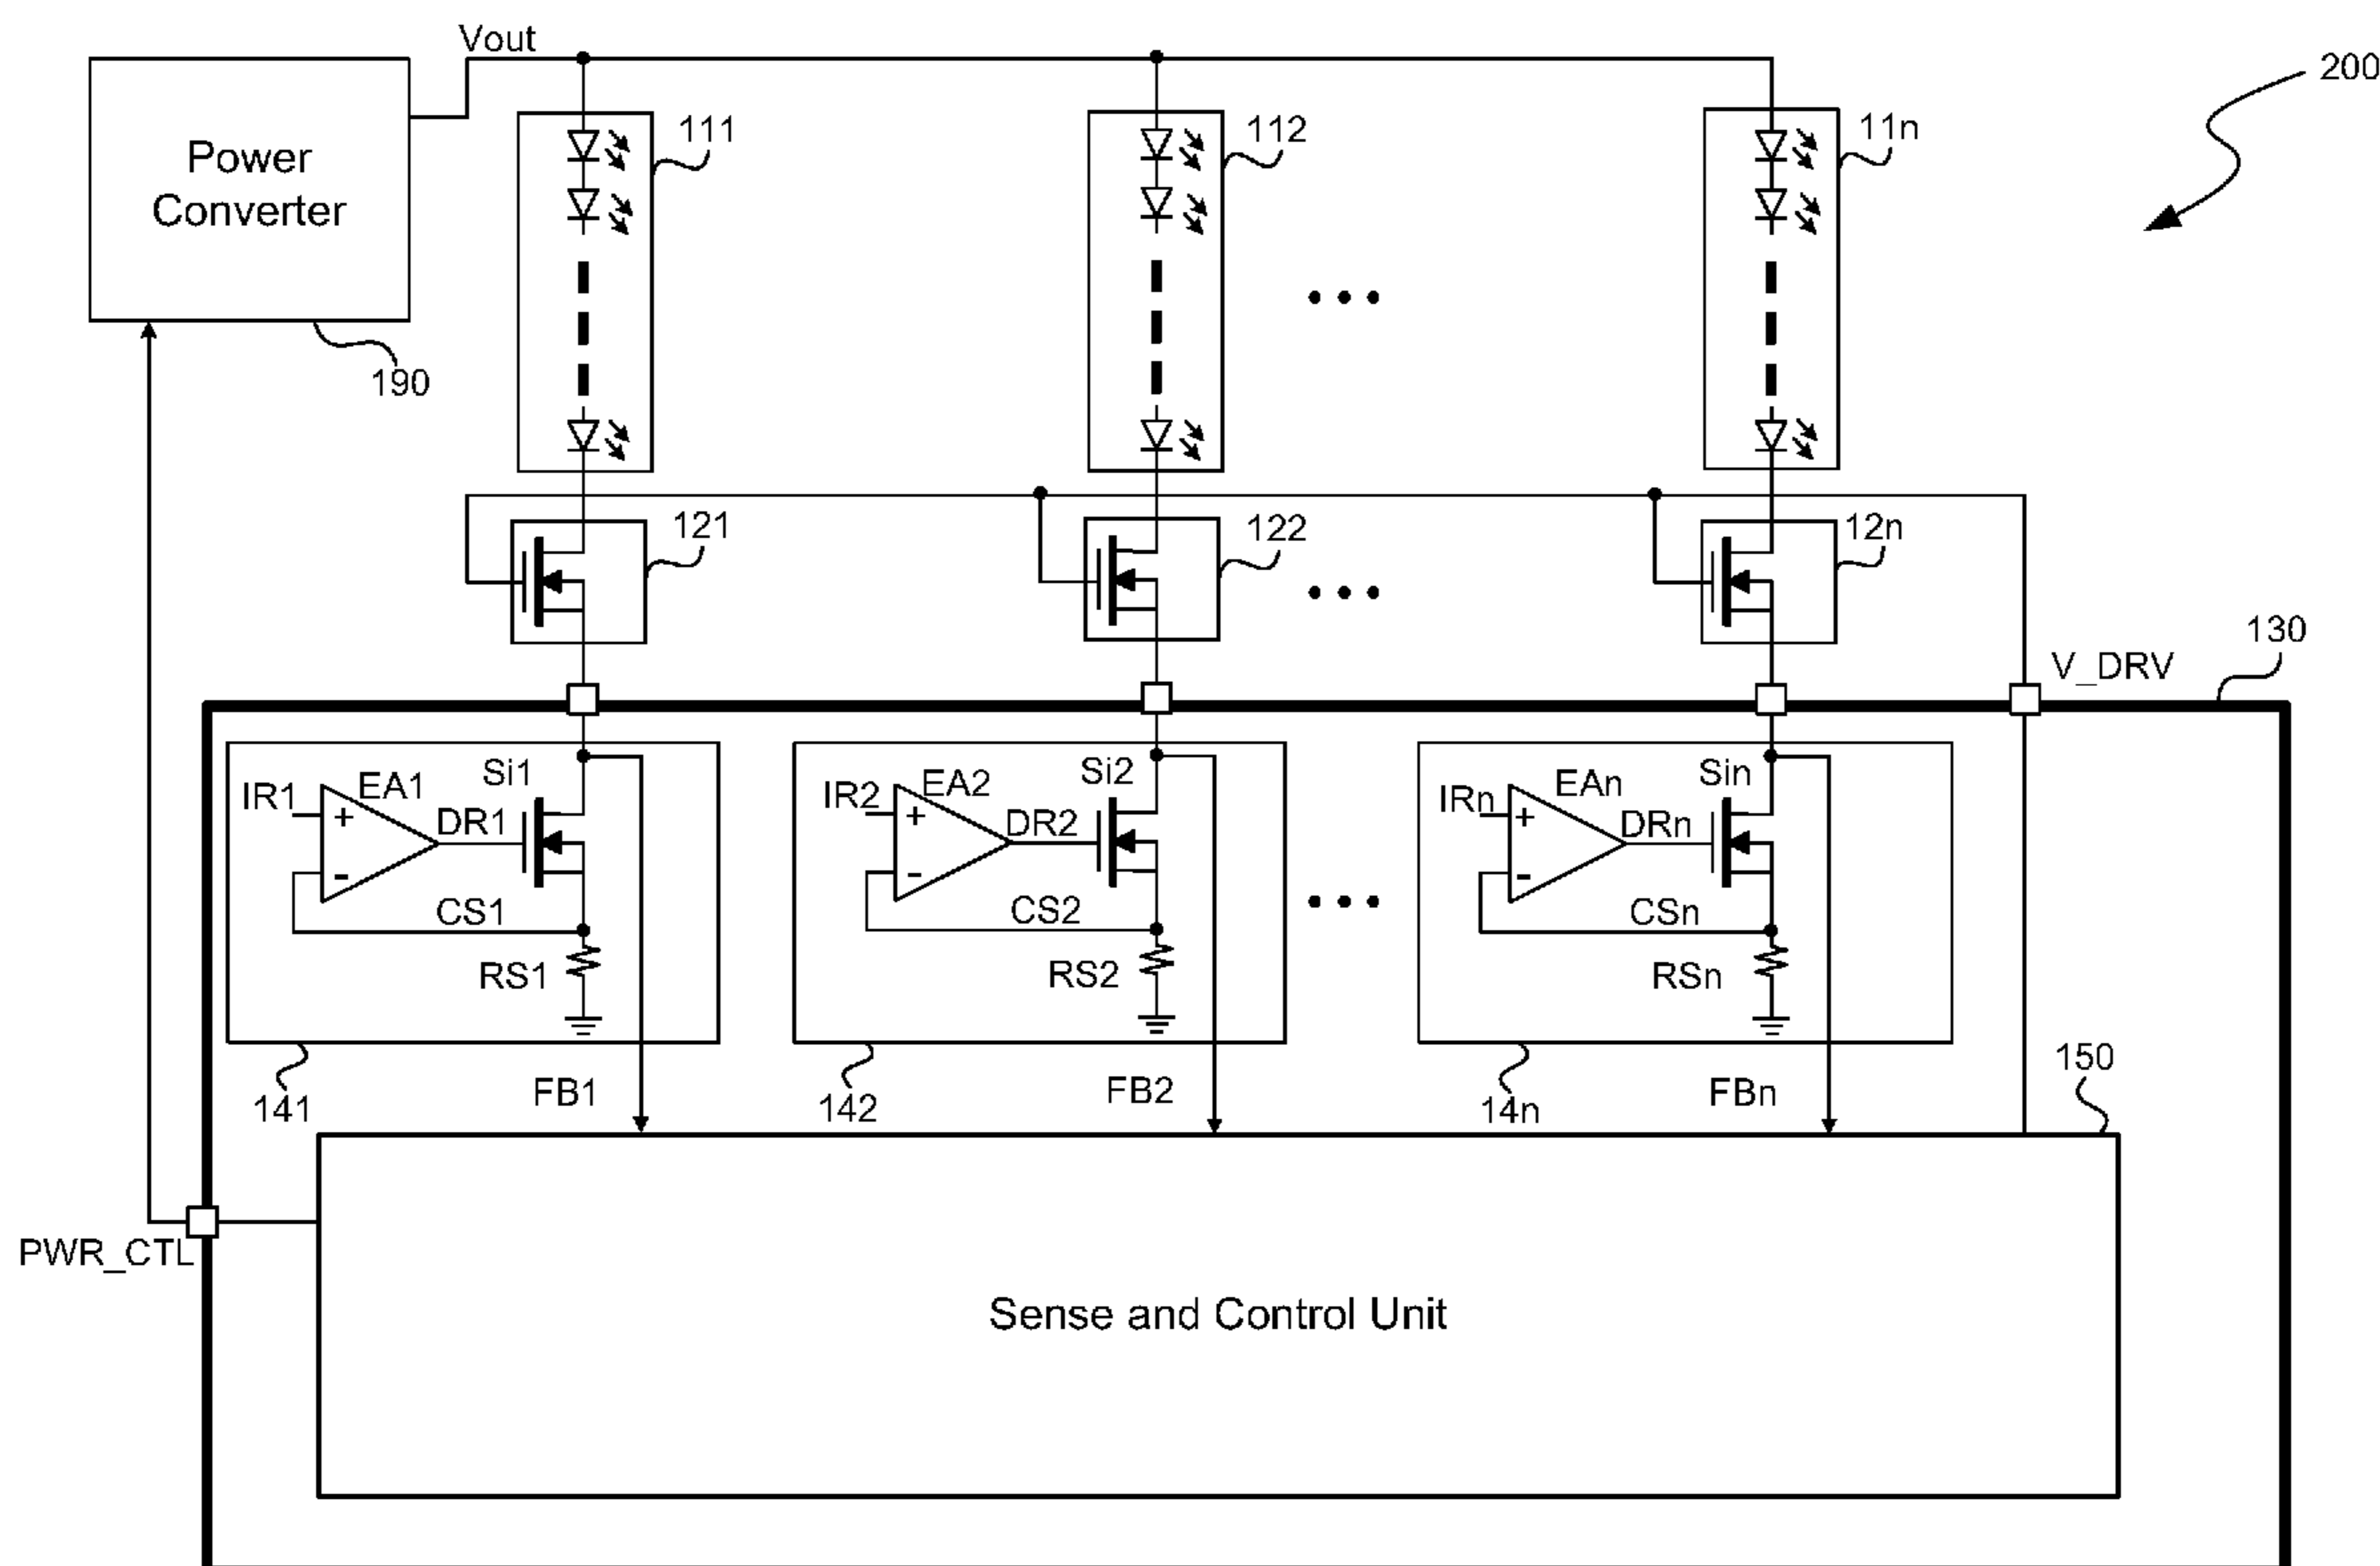 Vout
200
Power
Converter
111
112
11n
190
121
122
12n
130
V_DRV
IR1
+
EA1
DR1
Si1
-
CS1
RS1
IR2
+
EA2
DR2
Si2
-
CS2
RS2
IRn
+
EAn
DRn
Sin
-
CSn
RSn
141
FB1
142
FB2
14n
FBn
150
PWR_CTL
Sense and Control Unit